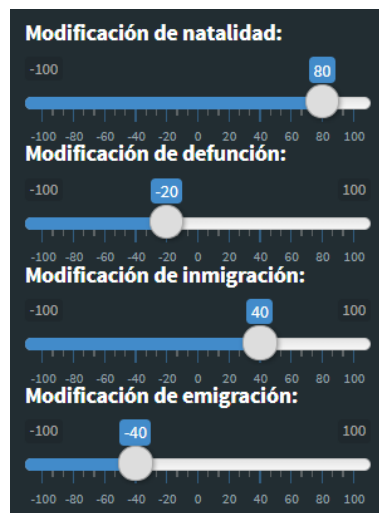 Modificación de natalidad:
-100 80
-100 -80 -60 -40 -20 0 20 40 60 80 100
Modificación de defunción:
-100 -20 100
-100 -80 -60 -40 -20 0 20 40 60 80 100
Modificación de inmigración:
-100 40 100
-100 -80 -60 -40 -20 0 20 40 60 80 100
Modificación de emigración:
-100 -40 100
-100 -80 -60 -40 -20 0 20 40 60 80 100